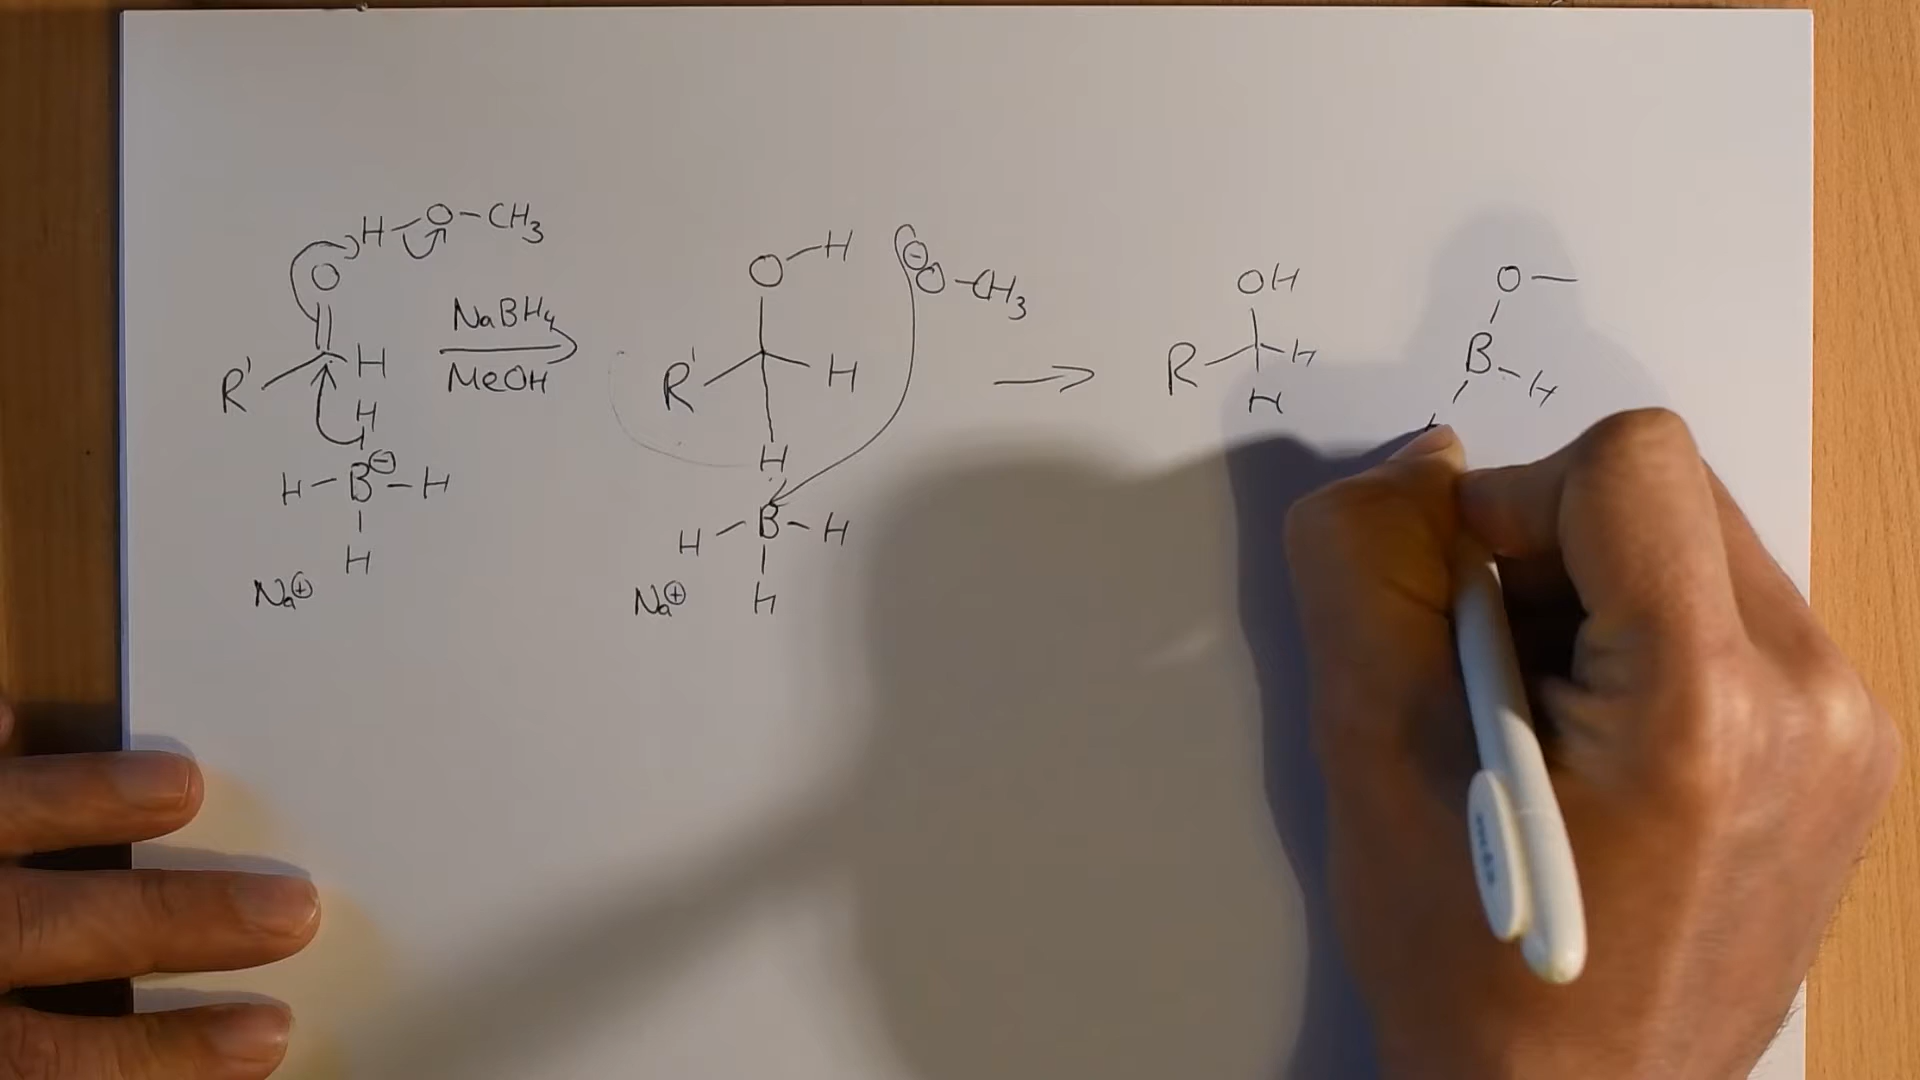 H-O-CH3
O
R' H
H
H-B⊖-H
H
Na⊕
NaBH4
MeOH
O-H
⊖O-CH3
R' H
H
H-B-H
H
Na⊕
OH
R H
H
O-
B-H